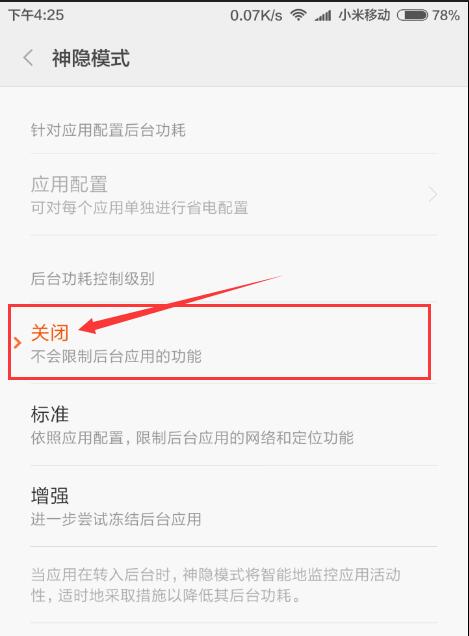 下午4:25 0.07K/s 小米移动 78%
神隐模式
针对应用配置后台功耗
应用配置
可对每个应用单独进行省电配置
后台功耗控制级别
关闭
不会限制后台应用的功能
标准
依照应用配置,限制后台应用的网络和定位功能
增强
进一步尝试冻结后台应用
当应用在转入后台时,神隐模式将智能地监控应用活动
性,适时地采取措施以降低其后台功耗。